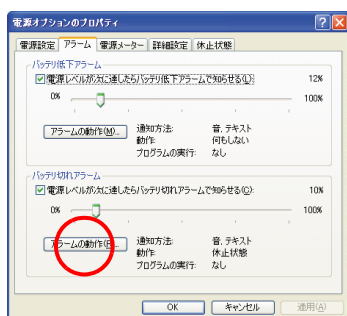 電源オプションのプロパティ
電源設定 アラーム 電源メーター 詳細設定 休止状態
バッテリ低下アラーム
電源レベルが次に達したらバッテリ低下アラームで知らせる(L): 12%
0% 100%
アラームの動作(M)... 通知方法: 音, テキスト
動作: 何もしない
プログラムの実行: なし
バッテリ切れアラーム
電源レベルが次に達したらバッテリ切れアラームで知らせる(C): 10%
0% 100%
アラームの動作(R)... 通知方法: 音, テキスト
動作: 休止状態
プログラムの実行: なし
OK キャンセル 適用(A)